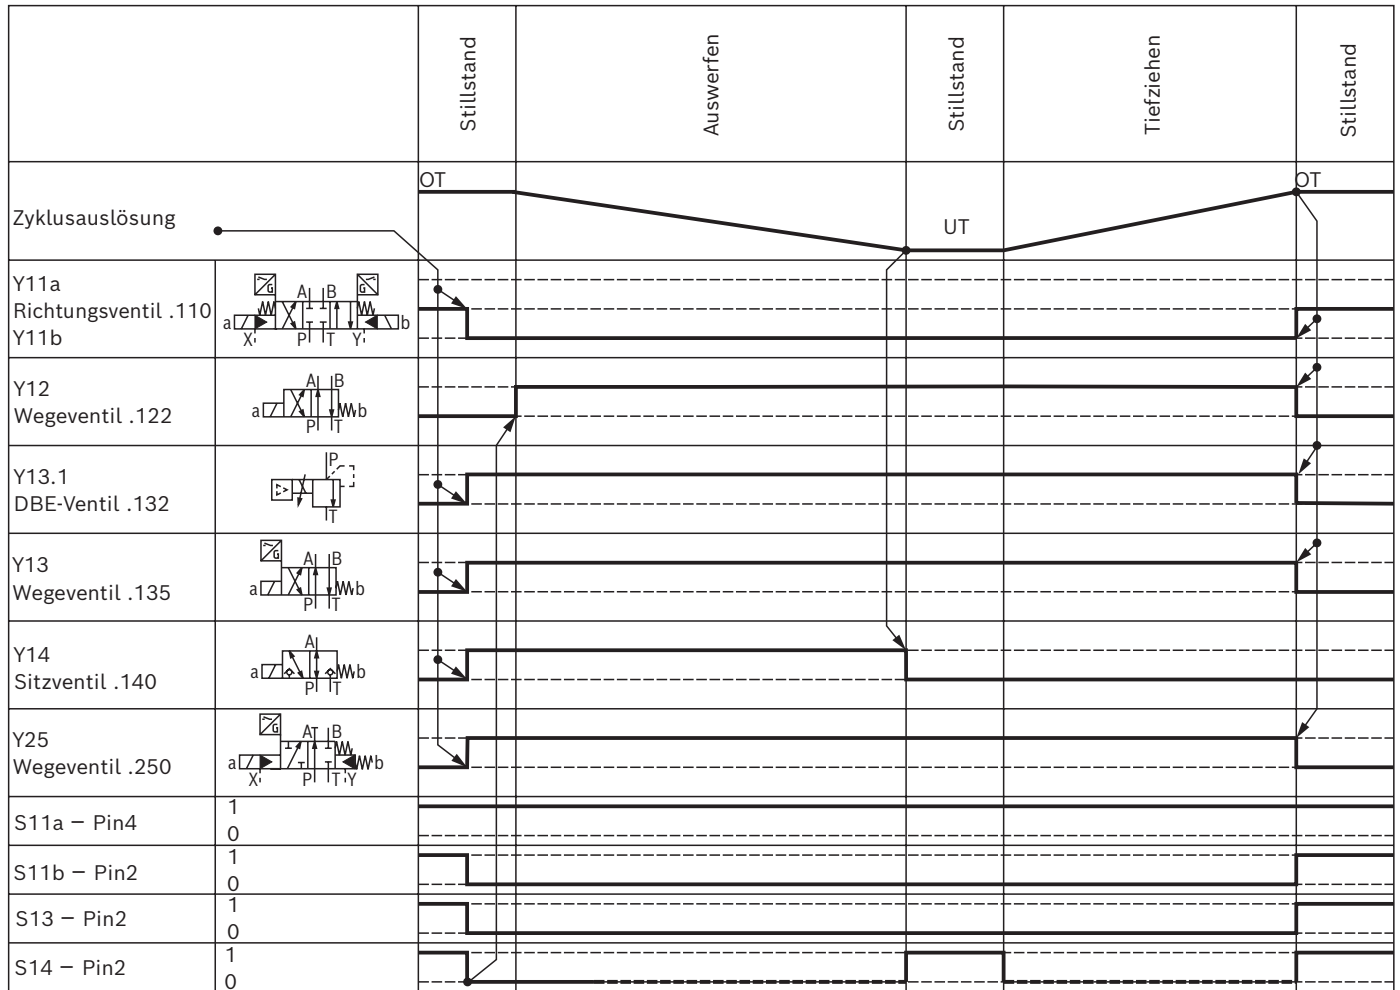 Stillstand
Auswerfen
Stillstand
Tiefziehen
Stillstand
Zyklusauslösung
OT
UT
OT
Y11a
Richtungsventil .110
Y11b
G
G
A B
a b
X P T Y
Y12
Wegeventil .122
A B
a b
P T
Y13.1
DBE-Ventil .132
P
T
Y13
Wegeventil .135
G
A B
a b
P T
Y14
Sitzventil .140
A
a b
P T
Y25
Wegeventil .250
G
A B
a b
X P T Y
S11a – Pin4
1
0
S11b – Pin2
1
0
S13 – Pin2
1
0
S14 – Pin2
1
0